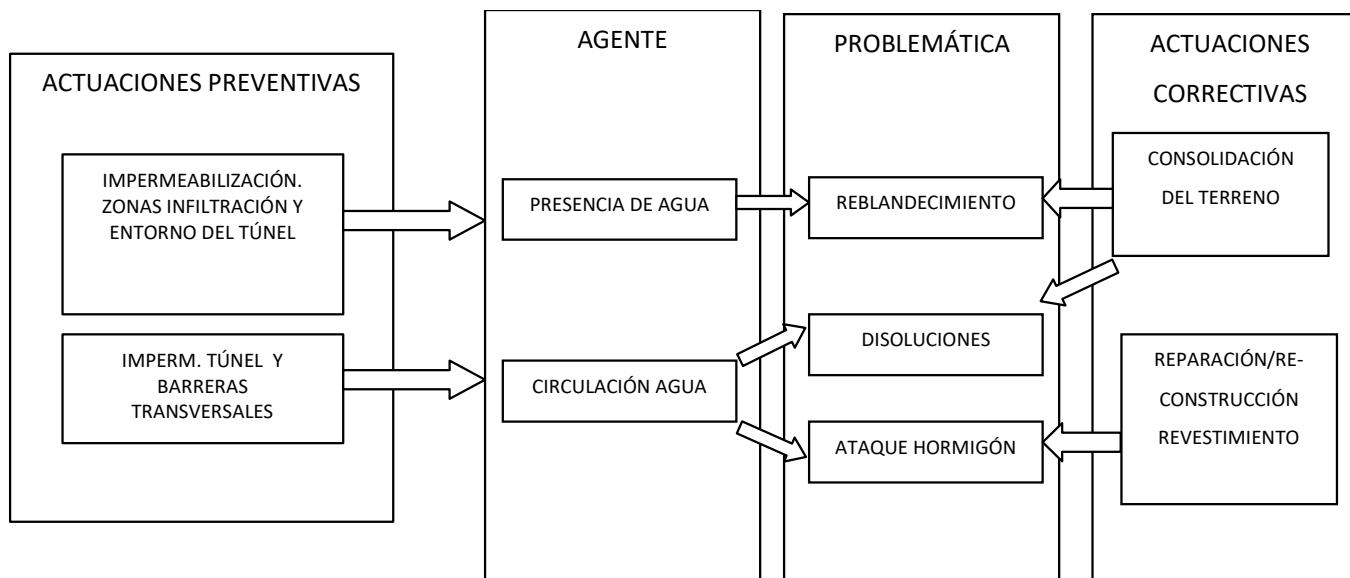 ACTUACIONES PREVENTIVAS
IMPERMEABILIZACIÓN.
ZONAS INFILTRACIÓN Y
ENTORNO DEL TÚNEL
IMPERM. TÚNEL Y
BARRERAS
TRANSVERSALES
AGENTE
PRESENCIA DE AGUA
CIRCULACIÓN AGUA
PROBLEMÁTICA
REBLANDECIMIENTO
DISOLUCIONES
ATAQUE HORMIGÓN
ACTUACIONES
CORRECTIVAS
CONSOLIDACIÓN
DEL TERRENO
REPARACIÓN/RE-
CONSTRUCCIÓN
REVESTIMIENTO